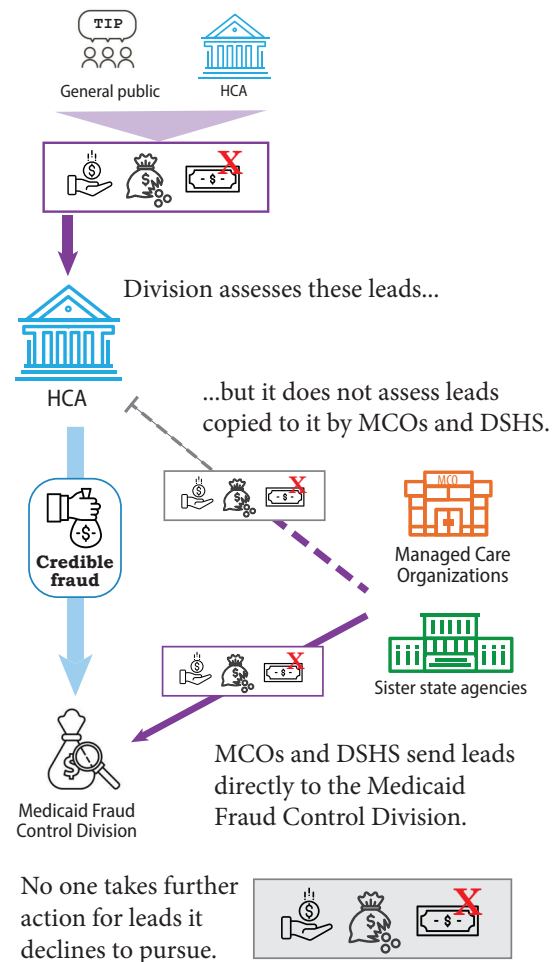 TIP
General public
HCA
- $ -
X
Division assesses these leads...
HCA
...but it does not assess leads
copied to it by MCOs and DSHS.
- $ -
X
MCO
Managed Care
Organizations
-$-
Credible
fraud
- $ -
X
Sister state agencies
MCOs and DSHS send leads
directly to the Medicaid
Fraud Control Division.
Medicaid Fraud
Control Division
No one takes further
action for leads it
declines to pursue.
- $ -
X